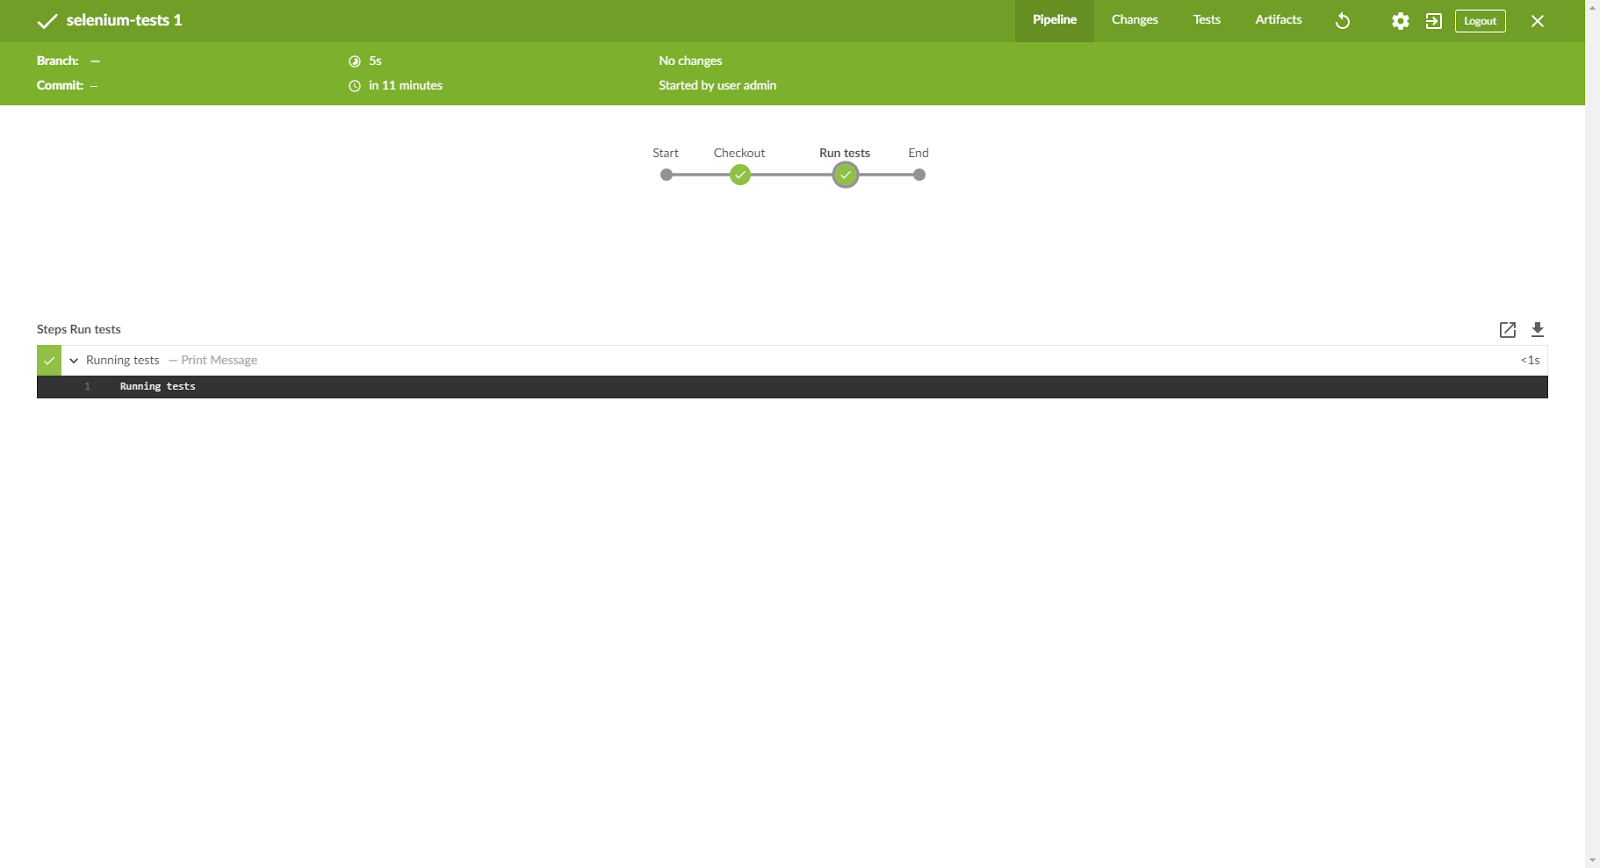 selenium-tests 1
Pipeline Changes Tests Artifacts Logout
Branch: — 5s No changes
Commit: — in 11 minutes Started by user admin
Start Checkout Run tests End
Steps Run tests
Running tests — Print Message <1s
1 Running tests